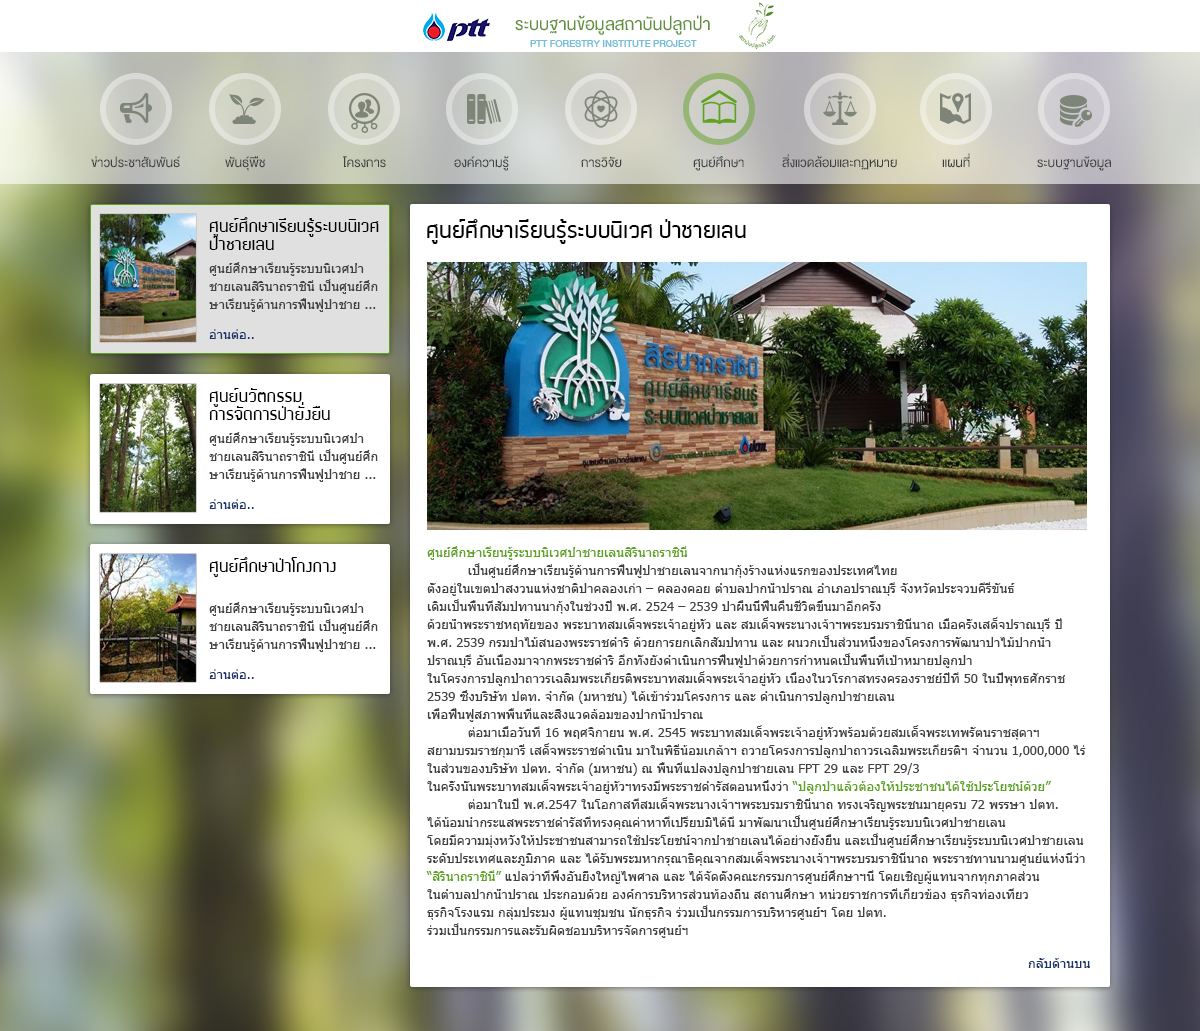 ptt
ระบบฐานข้อมูลสถาบันปลูกป่า
PTT FORESTRY INSTITUTE PROJECT
ข่าวประชาสัมพันธ์
พันธุ์พืช
โครงการ
องค์ความรู้
การวิจัย
ศูนย์ศึกษา
สิ่งแวดล้อมและกฎหมาย
แผนที่
ระบบฐานข้อมูล
ศูนย์ศึกษาเรียนรู้ระบบนิเวศ
ป่าชายเลน
ศูนย์ศึกษาเรียนรู้ระบบนิเวศป่า
ชายเลนสิรินาถราชินี เป็นศูนย์ศึก
ษาเรียนรู้ด้านการฟื้นฟูป่าชาย ...
อ่านต่อ..
ศูนย์นวัตกรรม
การจัดการป่ายั่งยืน
ศูนย์ศึกษาเรียนรู้ระบบนิเวศป่า
ชายเลนสิรินาถราชินี เป็นศูนย์ศึก
ษาเรียนรู้ด้านการฟื้นฟูป่าชาย ...
อ่านต่อ..
ศูนย์ศึกษาป่าโกงกาง
ศูนย์ศึกษาเรียนรู้ระบบนิเวศป่า
ชายเลนสิรินาถราชินี เป็นศูนย์ศึก
ษาเรียนรู้ด้านการฟื้นฟูป่าชาย ...
อ่านต่อ..
ศูนย์ศึกษาเรียนรู้ระบบนิเวศ ป่าชายเลน
สิรินาถราชินี
ศูนย์ศึกษาเรียนรู้
ระบบนิเวศป่าชายเลน
ปตท.
ศูนย์ศึกษาเรียนรู้ระบบนิเวศป่าชายเลนสิรินาถราชินี
เป็นศูนย์ศึกษาเรียนรู้ด้านการฟื้นฟูป่าชายเลนจากนากุ้งร้างแห่งแรกของประเทศไทย
ตั้งอยู่ในเขตป่าสงวนแห่งชาติป่าคลองเก่า – คลองคอย ตำบลปากน้ำปราณ อำเภอปราณบุรี จังหวัดประจวบคีรีขันธ์
เดิมเป็นพื้นที่สัมปทานนากุ้งในช่วงปี พ.ศ. 2524 – 2539 ป่าผืนนี้ฟื้นคืนชีวิตขึ้นมาอีกครั้ง
ด้วยน้ำพระราชหฤทัยของ พระบาทสมเด็จพระเจ้าอยู่หัว และ สมเด็จพระนางเจ้าฯพระบรมราชินีนาถ เมื่อครั้งเสด็จปราณบุรี ปี
พ.ศ. 2539 กรมป่าไม้สนองพระราชดำริ ด้วยการยกเลิกสัมปทาน และ ผนวกเป็นส่วนหนึ่งของโครงการพัฒนาป่าไม้ปากน้ำ
ปราณบุรี อันเนื่องมาจากพระราชดำริ อีกทั้งยังดำเนินการฟื้นฟูป่าด้วยการกำหนดเป็นพื้นที่เป้าหมายปลูกป่า
ในโครงการปลูกป่าถาวรเฉลิมพระเกียรติพระบาทสมเด็จพระเจ้าอยู่หัว เนื่องในวโรกาสทรงครองราชย์ปีที่ 50 ในปีพุทธศักราช
2539 ซึ่งบริษัท ปตท. จำกัด (มหาชน) ได้เข้าร่วมโครงการ และ ดำเนินการปลูกป่าชายเลน
เพื่อฟื้นฟูสภาพพื้นที่และสิ่งแวดล้อมของปากน้ำปราณ
ต่อมาเมื่อวันที่ 16 พฤศจิกายน พ.ศ. 2545 พระบาทสมเด็จพระเจ้าอยู่หัวพร้อมด้วยสมเด็จพระเทพรัตนราชสุดาฯ
สยามบรมราชกุมารี เสด็จพระราชดำเนิน มาในพิธีน้อมเกล้าฯ ถวายโครงการปลูกป่าถาวรเฉลิมพระเกียรติฯ จำนวน 1,000,000 ไร่
ในส่วนของบริษัท ปตท. จำกัด (มหาชน) ณ พื้นที่แปลงปลูกป่าชายเลน FPT 29 และ FPT 29/3
ในครั้งนั้นพระบาทสมเด็จพระเจ้าอยู่หัวฯทรงมีพระราชดำรัสตอนหนึ่งว่า “ปลูกป่าแล้วต้องให้ประชาชนได้ใช้ประโยชน์ด้วย”
ต่อมาในปี พ.ศ.2547 ในโอกาสที่สมเด็จพระนางเจ้าฯพระบรมราชินีนาถ ทรงเจริญพระชนมายุครบ 72 พรรษา ปตท.
ได้น้อมนำกระแสพระราชดำรัสที่ทรงคุณค่าหาที่เปรียบมิได้นี้ มาพัฒนาเป็นศูนย์ศึกษาเรียนรู้ระบบนิเวศป่าชายเลน
โดยมีความมุ่งหวังให้ประชาชนสามารถใช้ประโยชน์จากป่าชายเลนได้อย่างยั่งยืน และเป็นศูนย์ศึกษาเรียนรู้ระบบนิเวศป่าชายเลน
ระดับประเทศและภูมิภาค และ ได้รับพระมหากรุณาธิคุณจากสมเด็จพระนางเจ้าฯพระบรมราชินีนาถ พระราชทานนามศูนย์แห่งนี้ว่า
“สิรินาถราชินี” แปลว่าที่พึ่งอันยิ่งใหญ่ไพศาล และ ได้จัดตั้งคณะกรรมการศูนย์ศึกษาฯนี้ โดยเชิญผู้แทนจากทุกภาคส่วน
ในตำบลปากน้ำปราณ ประกอบด้วย องค์การบริหารส่วนท้องถิ่น สถานศึกษา หน่วยราชการที่เกี่ยวข้อง ธุรกิจท่องเที่ยว
ธุรกิจโรงแรม กลุ่มประมง ผู้แทนชุมชน นักธุรกิจ ร่วมเป็นกรรมการบริหารศูนย์ฯ โดย ปตท.
ร่วมเป็นกรรมการและรับผิดชอบบริหารจัดการศูนย์ฯ
กลับด้านบน